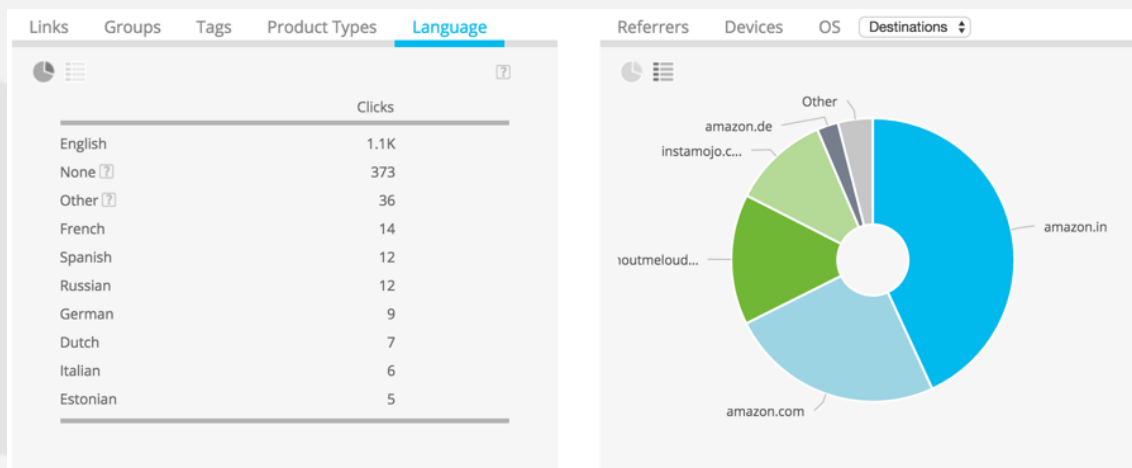 Links Groups Tags Product Types Language
?
Clicks
English 1.1K
None ? 373
Other ? 36
French 14
Spanish 12
Russian 12
German 9
Dutch 7
Italian 6
Estonian 5
Referrers Devices OS Destinations
Other
amazon.de
instamojo.c...
amazon.in
houtmeloud...
amazon.com